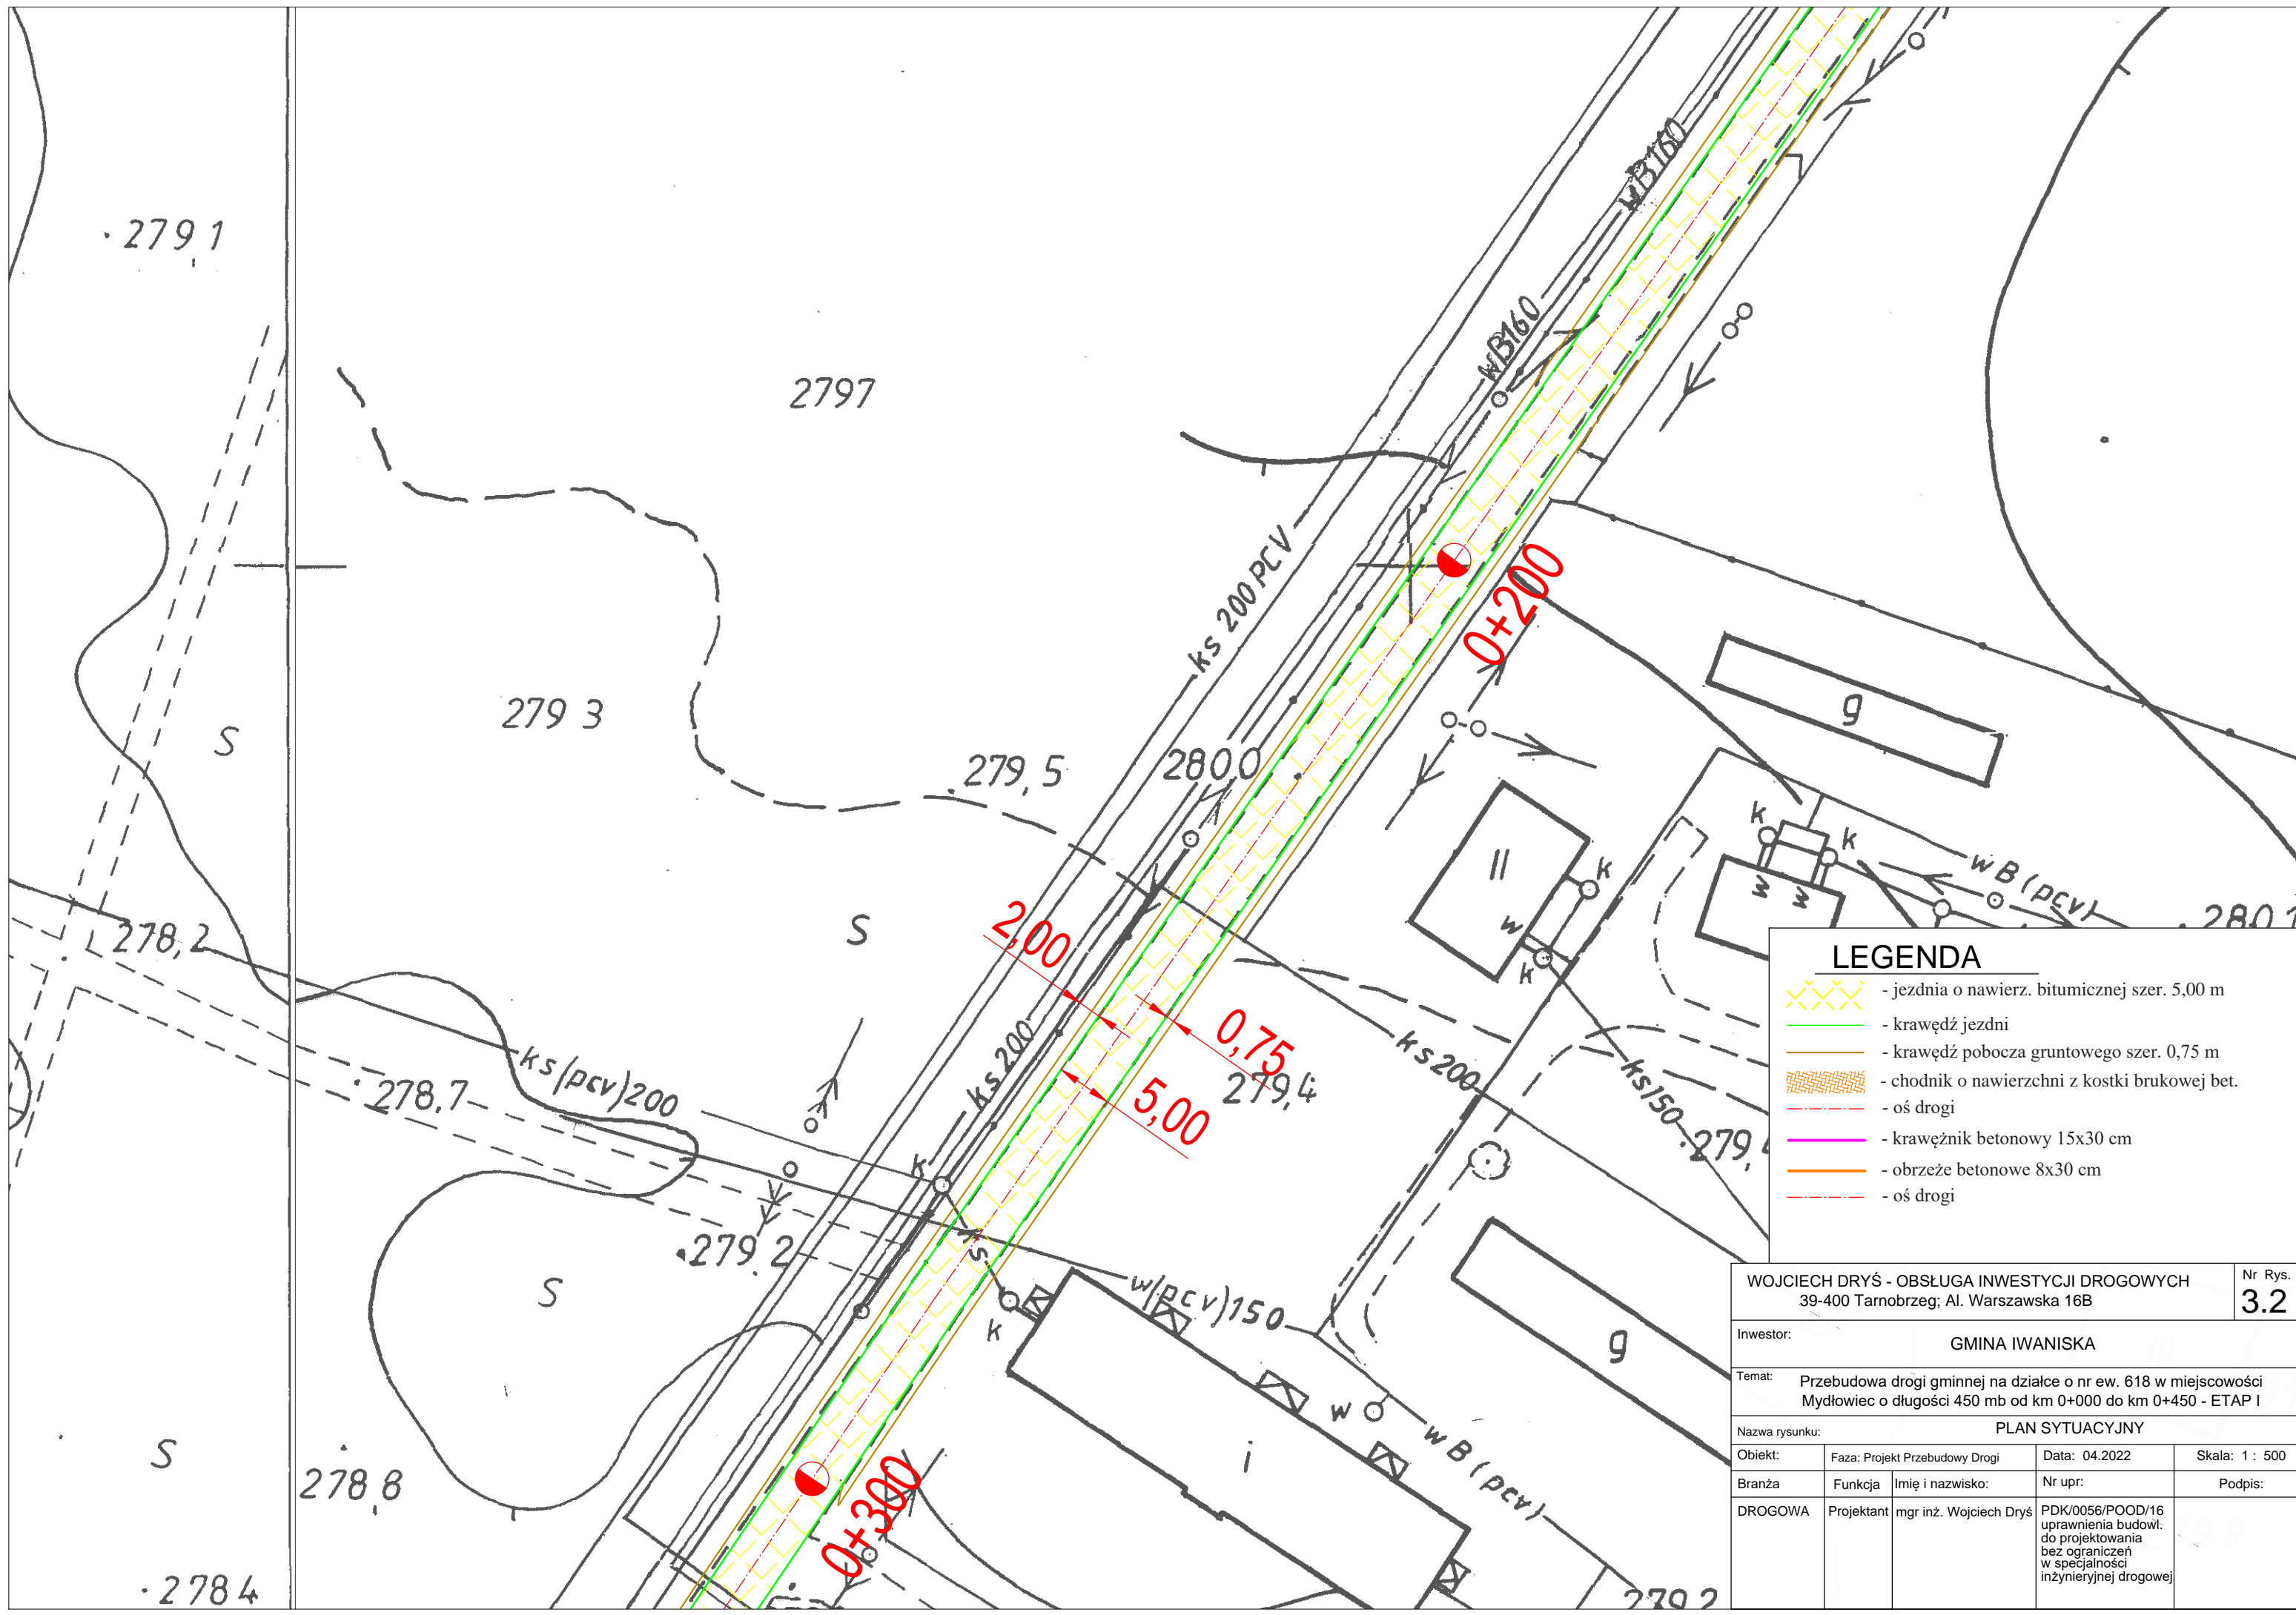 279,1
2797
wB160
wB160
ks 200 PCV
0+200
g
S
279 3
279,5
280,0
k
k
w B (pcv)
w
w
280,1
II
k
w
k
278,2
S
2,00
0,75
279,4
5,00
ks 200
ks 200
ks150
279,
ks (pcv) 200
278,7
k
279,2
ks
S
k
w(pcv)150
g
w
w B (pcv)
i
S
278,8
0+300
278 4
279 2
LEGENDA
- jezdnia o nawierz. bitumicznej szer. 5,00 m
- krawędź jezdni
- krawędź pobocza gruntowego szer. 0,75 m
- chodnik o nawierzchni z kostki brukowej bet.
- oś drogi
- krawężnik betonowy 15x30 cm
- obrzeże betonowe 8x30 cm
- oś drogi
WOJCIECH DRYŚ - OBSŁUGA INWESTYCJI DROGOWYCH
39-400 Tarnobrzeg; Al. Warszawska 16B
Nr Rys.
3.2
Inwestor:
GMINA IWANISKA
Temat:
Przebudowa drogi gminnej na działce o nr ew. 618 w miejscowości
Mydłowiec o długości 450 mb od km 0+000 do km 0+450 - ETAP I
Nazwa rysunku:
PLAN SYTUACYJNY
Obiekt:
Faza: Projekt Przebudowy Drogi
Data: 04.2022
Skala: 1 : 500
Branża
Funkcja
Imię i nazwisko:
Nr upr:
Podpis:
DROGOWA
Projektant
mgr inż. Wojciech Dryś
PDK/0056/POOD/16
uprawnienia budowl.
do projektowania
bez ograniczeń
w specjalności
inżynieryjnej drogowej